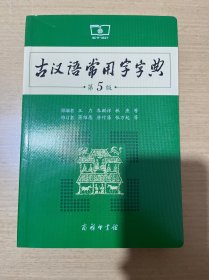 古汉语常用字字典
第5版
原编者 王力 岑麒祥 林焘 等
修订者 蒋绍愚 唐作藩 张万起 等
商务印书馆